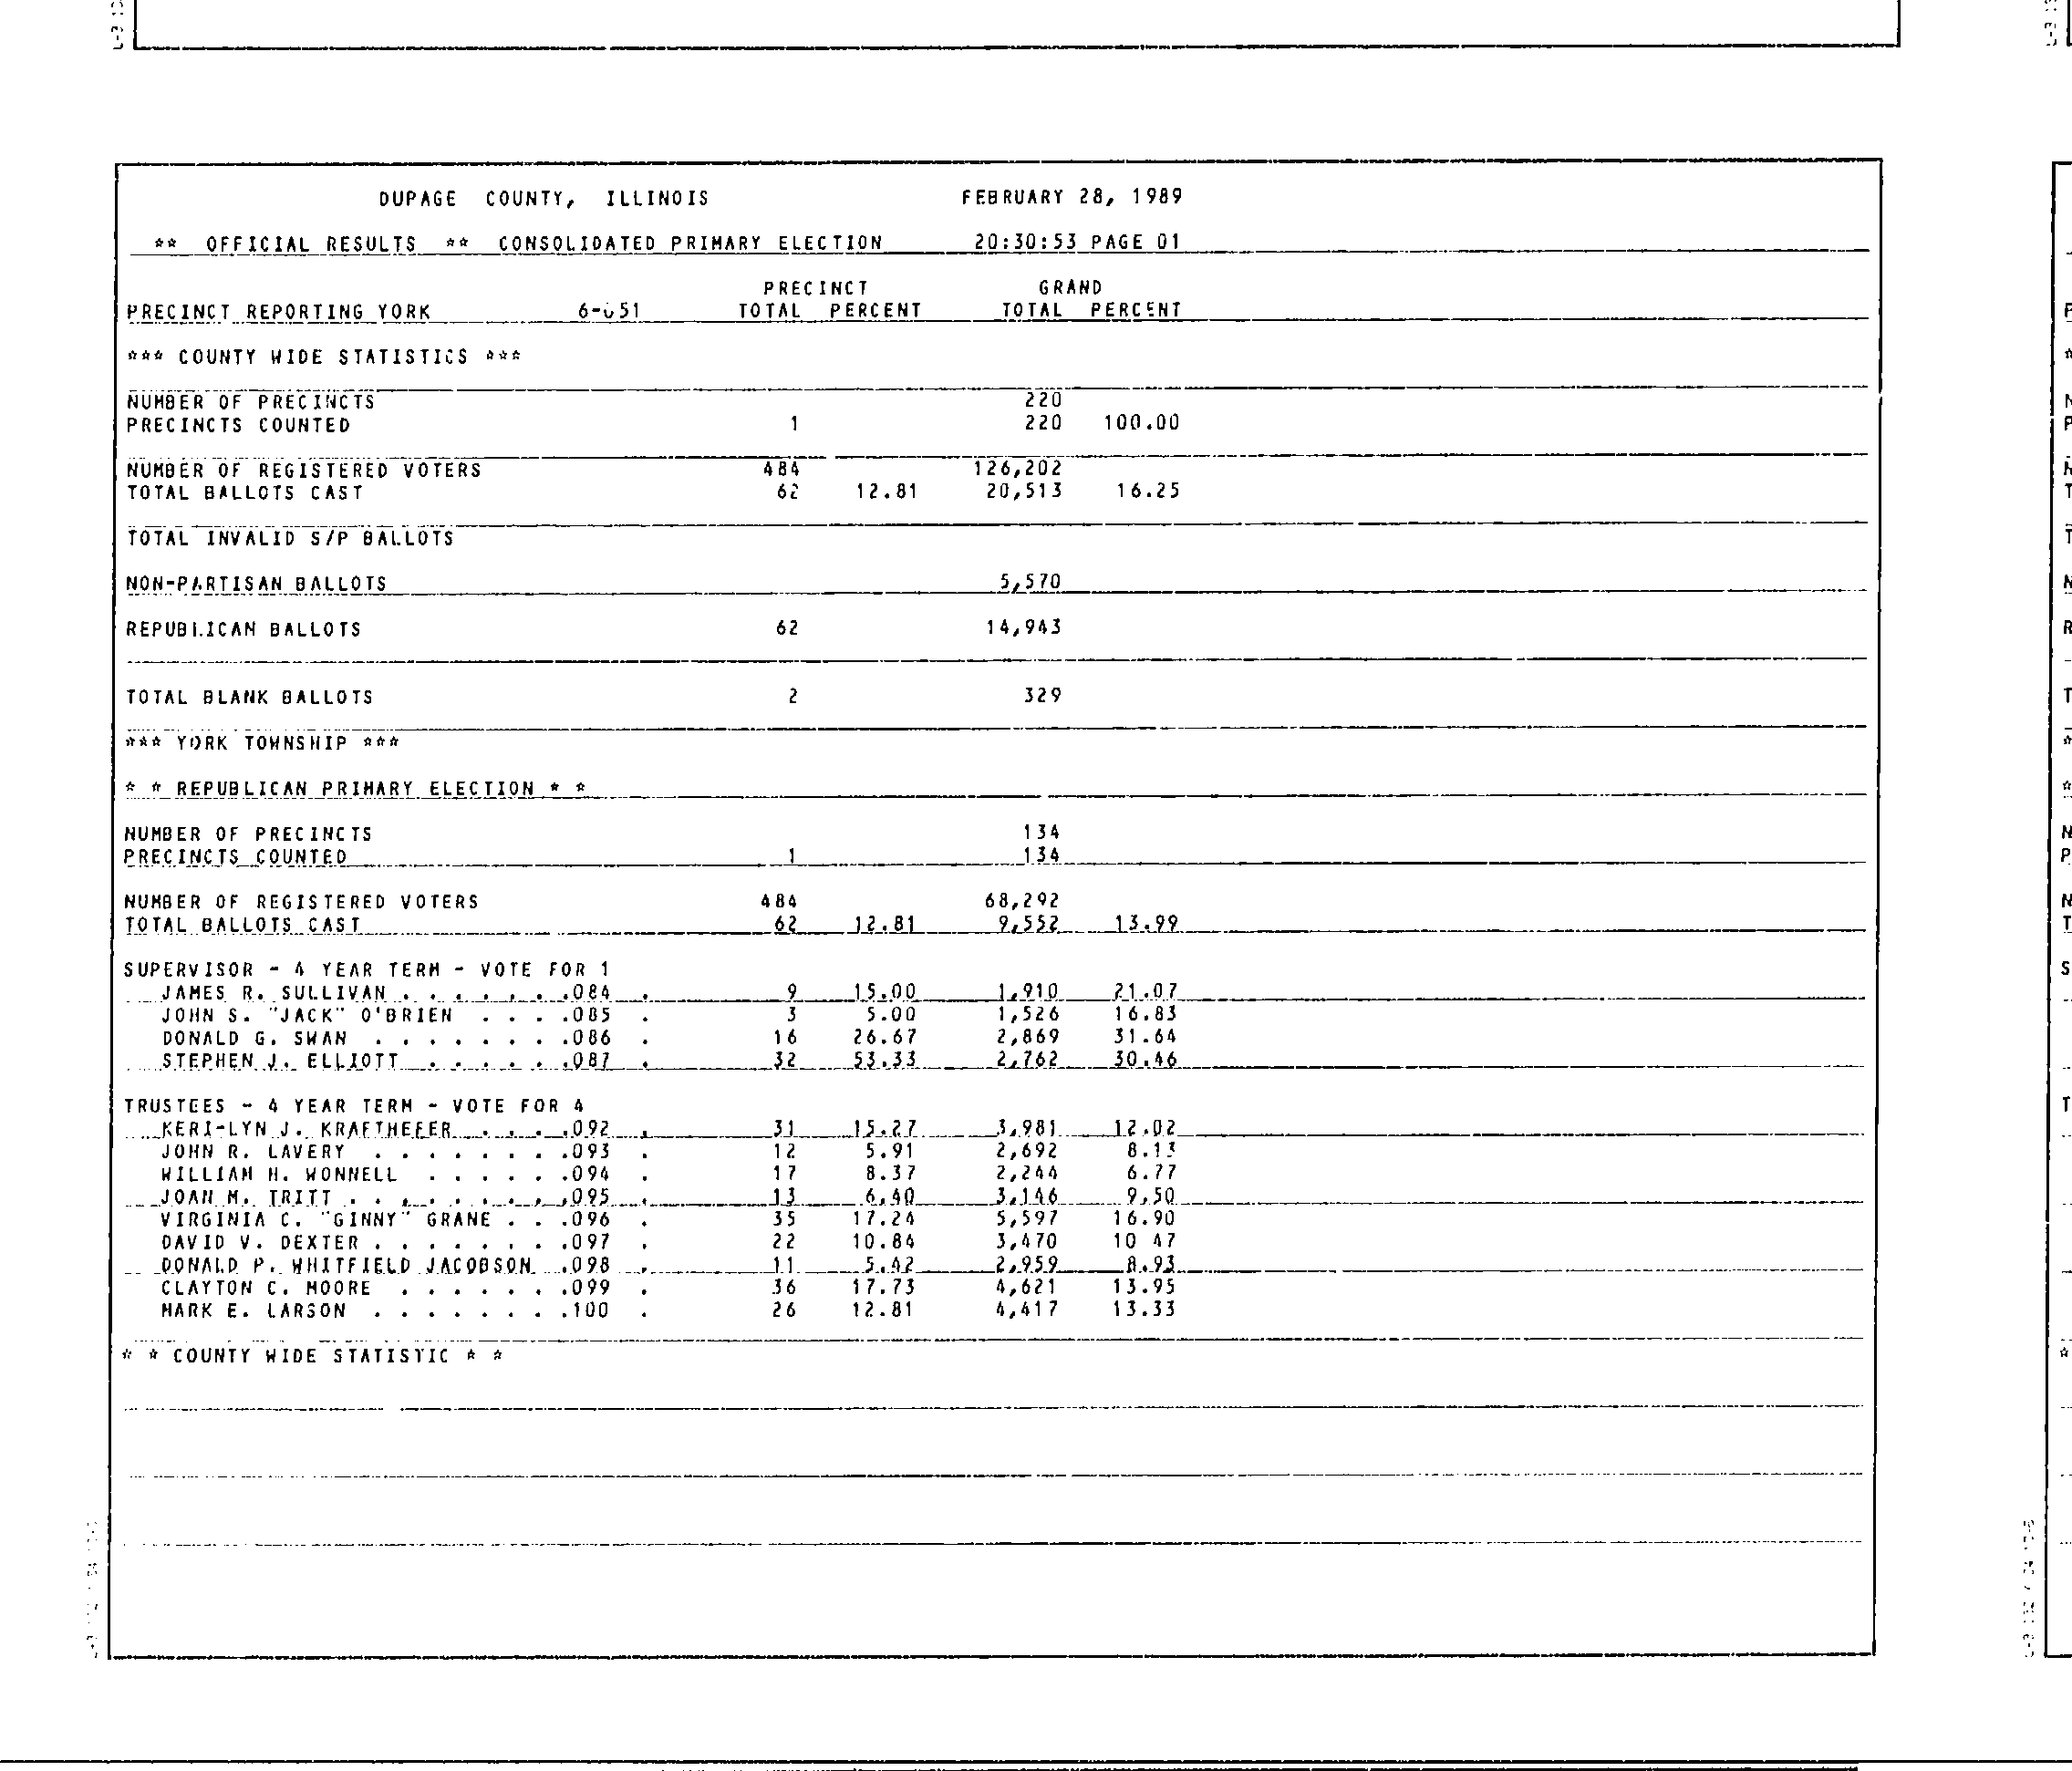 DUPAGE COUNTY, ILLINOIS FEBRUARY 28, 1989
** OFFICIAL RESULTS ** CONSOLIDATED PRIMARY ELECTION 20:30:53 PAGE 01
PRECINCT GRAND
PRECINCT REPORTING YORK 6-051 TOTAL PERCENT TOTAL PERCENT
*** COUNTY WIDE STATISTICS ***
NUMBER OF PRECINCTS 220
PRECINCTS COUNTED 1 220 100.00
NUMBER OF REGISTERED VOTERS 484 126,202
TOTAL BALLOTS CAST 62 12.81 20,513 16.25
TOTAL INVALID S/P BALLOTS
NON-PARTISAN BALLOTS 5,570
REPUBLICAN BALLOTS 62 14,943
TOTAL BLANK BALLOTS 2 329
*** YORK TOWNSHIP ***
* * REPUBLICAN PRIMARY ELECTION * *
NUMBER OF PRECINCTS 134
PRECINCTS COUNTED 1 134
NUMBER OF REGISTERED VOTERS 484 68,292
TOTAL BALLOTS CAST 62 12.81 9,552 13.99
SUPERVISOR - 4 YEAR TERM - VOTE FOR 1
JAMES R. SULLIVAN . . . . . . .084 . 9 15.00 1,910 21.07
JOHN S. "JACK" O'BRIEN . . . .085 . 3 5.00 1,526 16.83
DONALD G. SWAN . . . . . . . .086 . 16 26.67 2,869 31.64
STEPHEN J. ELLIOTT . . . . . .087 . 32 53.33 2,762 30.46
TRUSTEES - 4 YEAR TERM - VOTE FOR 4
KERI-LYN J. KRAFTHEFER . . . .092 . 31 15.27 3,981 12.02
JOHN R. LAVERY . . . . . . . .093 . 12 5.91 2,692 8.13
WILLIAM H. WONNELL . . . . . .094 . 17 8.37 2,244 6.77
JOAN M. TRITT . . . . . . . . .095 . 13 6.40 3,146 9.50
VIRGINIA C. "GINNY" GRANE . . .096 . 35 17.24 5,597 16.90
DAVID V. DEXTER . . . . . . . .097 . 22 10.84 3,470 10 47
DONALD P. WHITFIELD JACOBSON .098 . 11 5.42 2,959 8.93
CLAYTON C. MOORE . . . . . . .099 . 36 17.73 4,621 13.95
MARK E. LARSON . . . . . . . .100 . 26 12.81 4,417 13.33
* * COUNTY WIDE STATISTIC * *